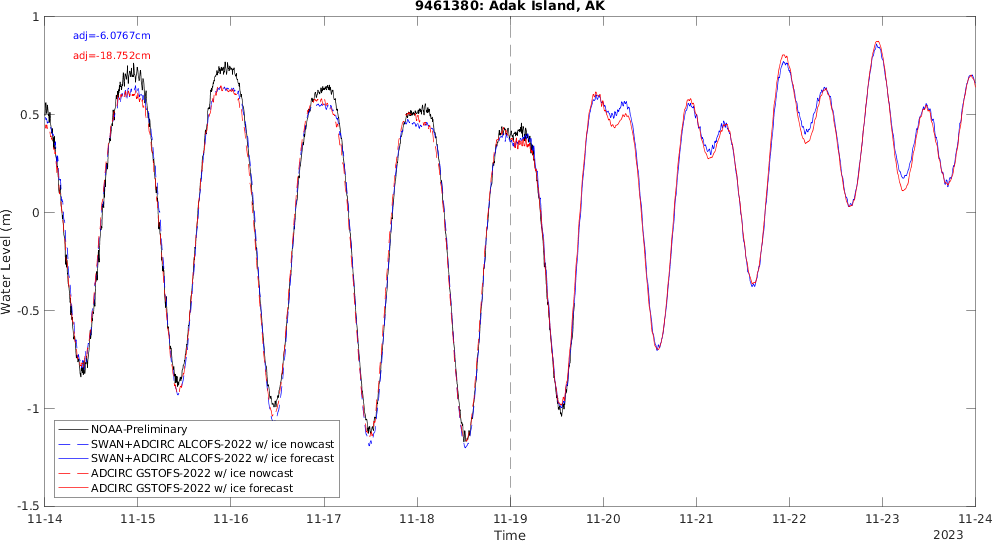 9461380: Adak Island, AK
adj=-6.0767cm
adj=-18.752cm
1
0.5
0
-0.5
-1
-1.5
Water Level (m)
NOAA-Preliminary
SWAN+ADCIRC ALCOFS-2022 w/ ice nowcast
SWAN+ADCIRC ALCOFS-2022 w/ ice forecast
ADCIRC GSTOFS-2022 w/ ice nowcast
ADCIRC GSTOFS-2022 w/ ice forecast
11-14 11-15 11-16 11-17 11-18 11-19 11-20 11-21 11-22 11-23 11-24
Time
2023